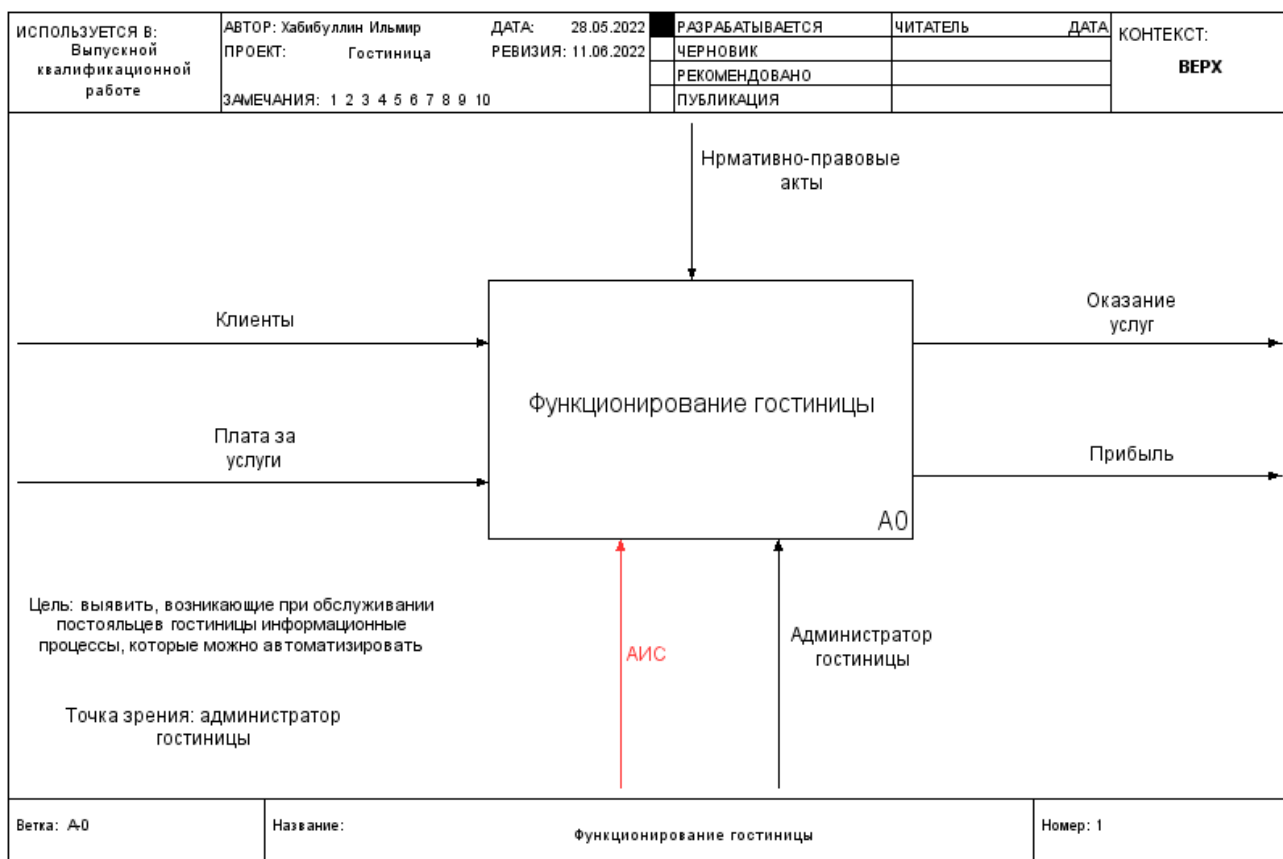 ИСПОЛЬЗУЕТСЯ В:
Выпускной
квалификационной
работе
АВТОР: Хабибуллин Ильмир
ДАТА: 28.05.2022
ПРОЕКТ: Гостиница
РЕВИЗИЯ: 11.06.2022
ЗАМЕЧАНИЯ: 1 2 3 4 5 6 7 8 9 10
РАЗРАБАТЫВАЕТСЯ
ЧЕРНОВИК
РЕКОМЕНДОВАНО
ПУБЛИКАЦИЯ
ЧИТАТЕЛЬ
ДАТА
КОНТЕКСТ:
ВЕРХ
Нрмативно-правовые
акты
Клиенты
Плата за
услуги
Функционирование гостиницы
A0
Оказание
услуг
Прибыль
Цель: выявить, возникающие при обслуживании
постояльцев гостиницы информационные
процессы, которые можно автоматизировать
Точка зрения: администратор
гостиницы
АИС
Администратор
гостиницы
Ветка: A-0
Название:
Функционирование гостиницы
Номер: 1